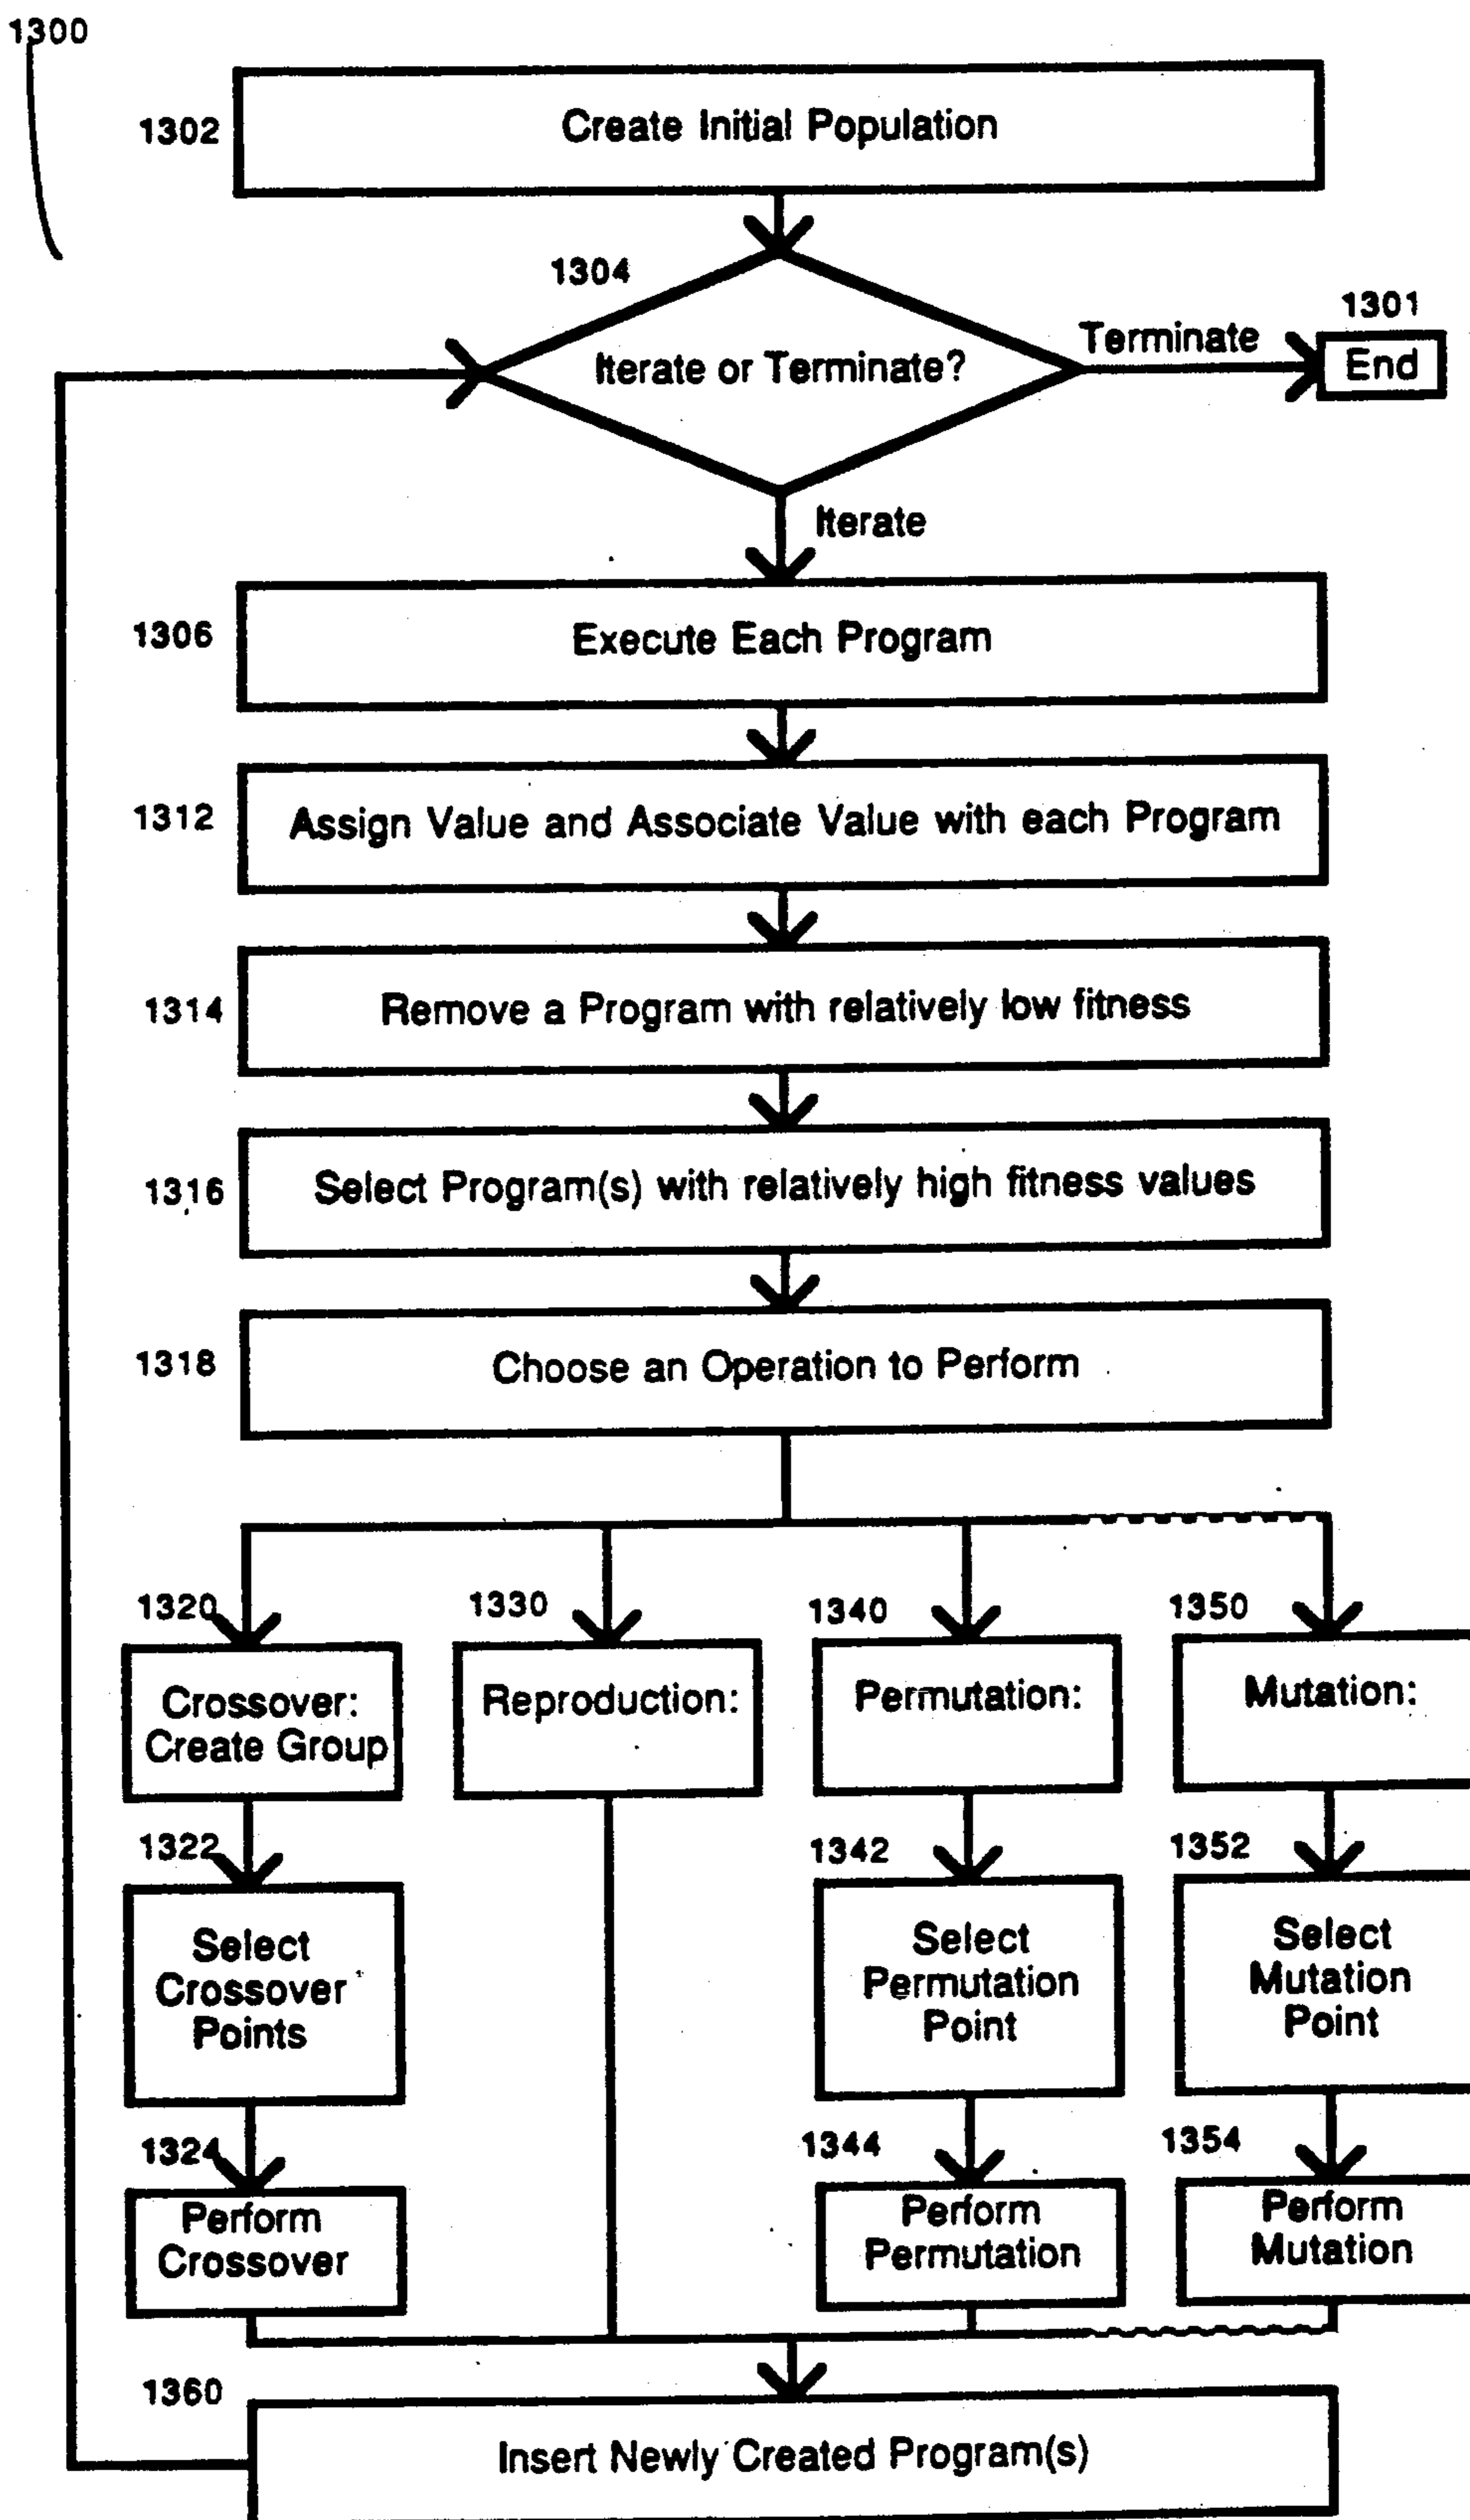 1300
1302
Create Initial Population
1304
Iterate or Terminate?
Terminate
1301
End
Iterate
1306
Execute Each Program
1312
Assign Value and Associate Value with each Program
1314
Remove a Program with relatively low fitness
1316
Select Program(s) with relatively high fitness values
1318
Choose an Operation to Perform
1320
1330
1340
1350
Crossover:
Create Group
Reproduction:
Permutation:
Mutation:
1322
1342
1352
Select
Crossover
Points
Select
Permutation
Point
Select
Mutation
Point
1324
1344
1354
Perform
Crossover
Perform
Permutation
Perform
Mutation
1360
Insert Newly Created Program(s)